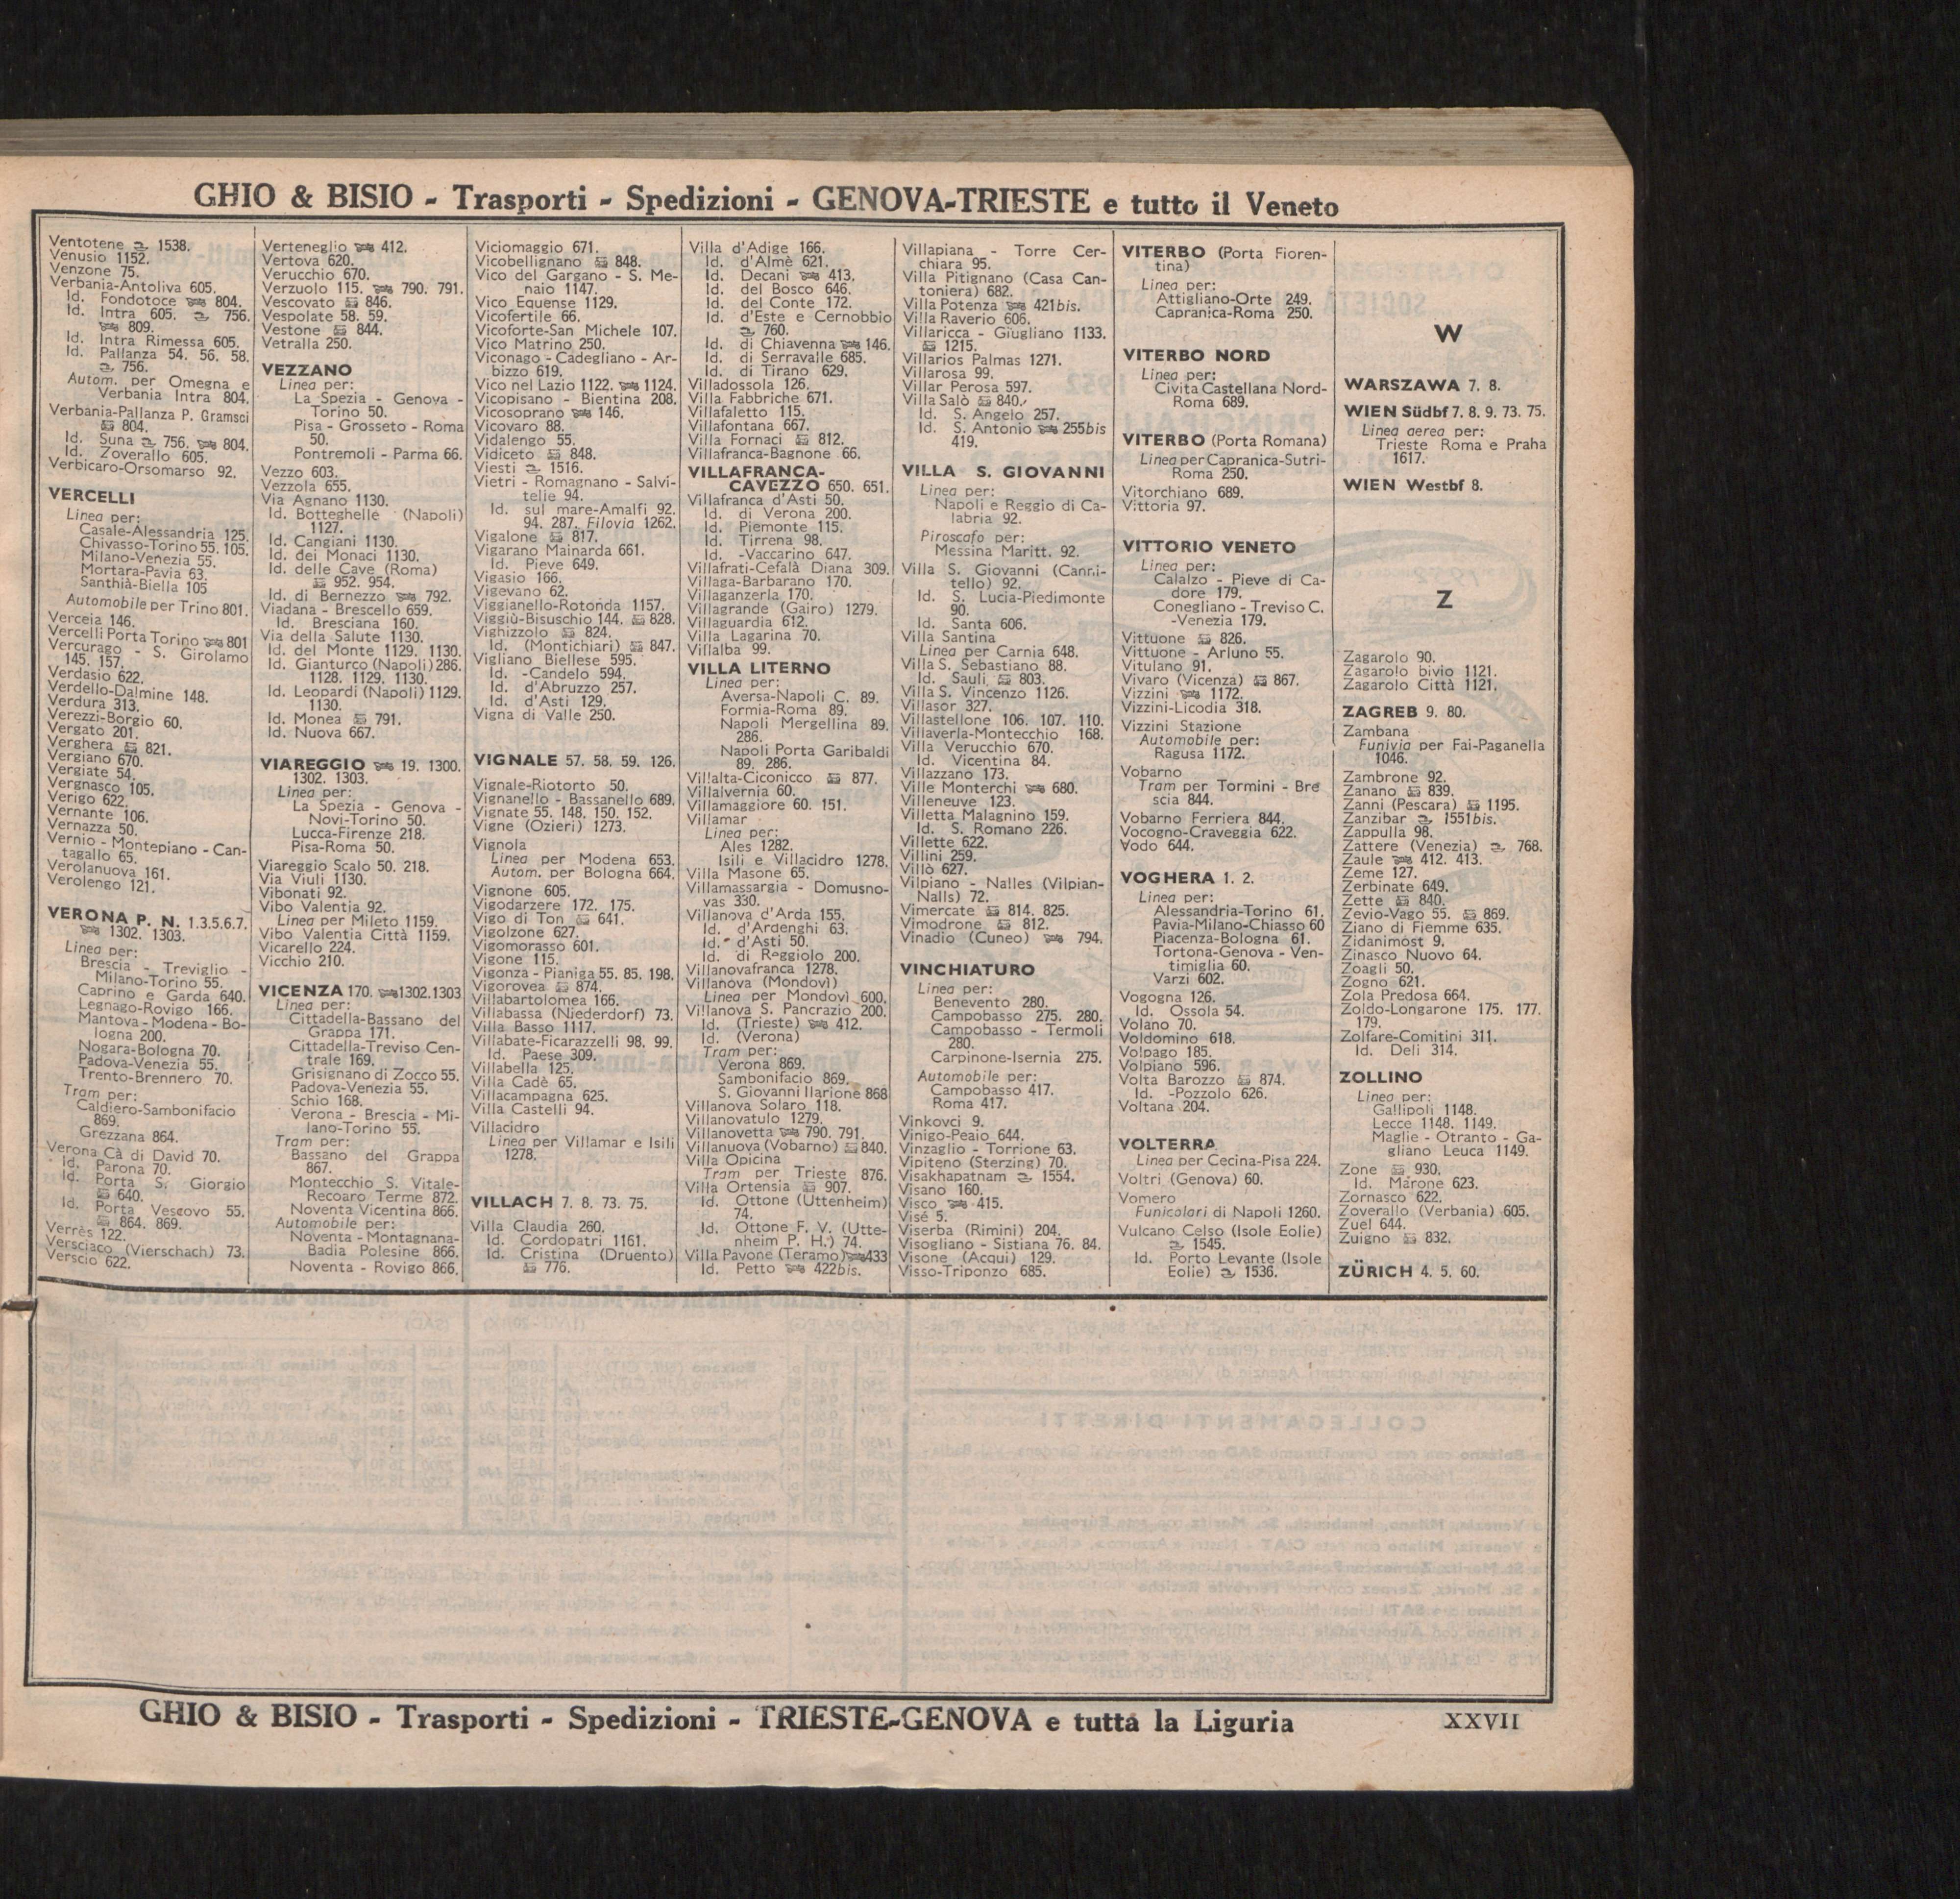 GHIO & BISIO - Trasporti - Spedizioni - GENOVA-TRIESTE e tutto il Veneto
Ventotene 1538.
Venusio 1152.
Venzone 75.
Verbania-Antoliva 605.
Id. Fondotoce 804.
Id. Intra 605. 756.
809.
Id. Intra Rimessa 605.
Id. Pallanza 54. 56. 58.
756.
Autom. per Omegna e
Verbania Intra 804.
Verbania-Pallanza P. Gramsci
804.
Id. Suna 756. 804.
Id. Zoverallo 605.
Verbicaro-Orsomarso 92.
VERCELLI
Linea per:
Casale-Alessandria 125.
Chivasso-Torino 55. 105.
Milano-Venezia 55.
Mortara-Pavia 63.
Santhià-Biella 105
Automobile per Trino 801.
Verceia 146.
Vercelli Porta Torino 801
Vercurago - S. Girolamo
145. 157.
Verdasio 622.
Verdello-Dalmine 148.
Verdura 313.
Verezzi-Borgio 60.
Vergato 201.
Verghera 821.
Vergiano 670.
Vergiate 54.
Vergnasco 105.
Verigo 622.
Vernante 106.
Vernazza 50.
Vernio - Montepiano - Can-
tagallo 65.
Verolanuova 161.
Verolengo 121.
VERONA P. N. 1.3.5.6.7.
1302. 1303.
Linea per:
Brescia - Treviglio -
Milano-Torino 55.
Caprino e Garda 640.
Legnago-Rovigo 166.
Mantova - Modena - Bo-
logna 200.
Nogara-Bologna 70.
Padova-Venezia 55.
Trento-Brennero 70.
Tram per:
Caldiero-Sambonifacio
869.
Grezzana 864.
Verona Cà di David 70.
Id. Parona 70.
Id. Porta S. Giorgio
640.
Id. Porta Vescovo 55.
864. 869.
Verrès 122.
Versciaco (Vierschach) 73.
Verscio 622.
Verteneglio 412.
Vertova 620.
Verucchio 670.
Verzuolo 115. 790. 791.
Vescovato 846.
Vespolate 58. 59.
Vestone 844.
Vetralla 250.
VEZZANO
Linea per:
La Spezia - Genova -
Torino 50.
Pisa - Grosseto - Roma
50.
Pontremoli - Parma 66.
Vezzo 603.
Vezzola 655.
Via Agnano 1130.
Id. Botteghelle (Napoli)
1127.
Id. Cangiani 1130.
Id. dei Monaci 1130.
Id. delle Cave (Roma)
952. 954.
Id. di Bernezzo 792.
Viadana - Brescello 659.
Id. Bresciana 160.
Via della Salute 1130.
Id. del Monte 1129. 1130.
Id. Gianturco (Napoli) 286.
1128. 1129. 1130.
Id. Leopardi (Napoli) 1129.
1130.
Id. Monea 791.
Id. Nuova 667.
VIAREGGIO 19. 1300.
1302. 1303.
Linea per:
La Spezia - Genova -
Novi-Torino 50.
Lucca-Firenze 218.
Pisa-Roma 50.
Viareggio Scalo 50. 218.
Via Viuli 1130.
Vibonati 92.
Vibo Valentia 92.
Linea per Mileto 1159.
Vibo Valentia Città 1159.
Vicarello 224.
Vicchio 210.
VICENZA 170. 1302.1303
Linea per:
Cittadella-Bassano del
Grappa 171.
Cittadella-Treviso Cen-
trale 169.
Grisignano di Zocco 55.
Padova-Venezia 55.
Schio 168.
Verona - Brescia - Mi-
lano-Torino 55.
Tram per:
Bassano del Grappa
867.
Montecchio S. Vitale-
Recoaro Terme 872.
Noventa Vicentina 866.
Automobile per:
Noventa - Montagnana-
Badia Polesine 866.
Noventa - Rovigo 866.
Viciomaggio 671.
Vicobellignano 848.
Vico del Gargano - S. Me-
naio 1147.
Vico Equense 1129.
Vicofertile 66.
Vicoforte-San Michele 107.
Vico Matrino 250.
Viconago - Cadegliano - Ar-
bizzo 619.
Vico nel Lazio 1122. 1124.
Vicopisano - Bientina 208.
Vicosoprano 146.
Vicovaro 88.
Vidalengo 55.
Vidiceto 848.
Viesti 1516.
Vietri - Romagnano - Salvi-
telie 94.
Id. sul mare-Amalfi 92.
94. 287. Filovia 1262.
Vigalone 817.
Vigarano Mainarda 661.
Id. Pieve 649.
Vigasio 166.
Vigevano 62.
Viggianello-Rotonda 1157.
Viggiù-Bisuschio 144. 828.
Vighizzolo 824.
Id. (Montichiari) 847.
Vigliano Biellese 595.
Id. -Candelo 594.
Id. d'Abruzzo 257.
Id. d'Asti 129.
Vigna di Valle 250.
VIGNALE 57. 58. 59. 126.
Vignale-Riotorto 50.
Vignanello - Bassanello 689.
Vignate 55. 148. 150. 152.
Vigne (Ozieri) 1273.
Vignola
Linea per Modena 653.
Autom. per Bologna 664.
Vignone 605.
Vigodarzere 172. 175.
Vigo di Ton 641.
Vigolzone 627.
Vigomorasso 601.
Vigone 115.
Vigonza - Pianiga 55. 85. 198.
Vigorovea 874.
Villabartolomea 166.
Villabassa (Niederdorf) 73.
Villa Basso 1117.
Villabate-Ficarazzelli 98. 99.
Id. Paese 309.
Villabella 125.
Villa Cadè 65.
Villacampagna 625.
Villa Castelli 94.
Villacidro
Linea per Villamar e Isili
1278.
VILLACH 7. 8. 73. 75.
Villa Claudia 260.
Id. Cordopatri 1161.
Id. Cristina (Druento)
776.
Villa d'Adige 166.
Id. d'Almè 621.
Id. Decani 413.
Id. del Bosco 646.
Id. del Conte 172.
Id. d'Este e Cernobbio
760.
Id. di Chiavenna 146.
Id. di Serravalle 685.
Id. di Tirano 629.
Villadossola 126.
Villa Fabbriche 671.
Villafaletto 115.
Villafontana 667.
Villa Fornaci 812.
Villafranca-Bagnone 66.
VILLAFRANCA-
CAVEZZO 650. 651.
Villafranca d'Asti 50.
Id. di Verona 200.
Id. Piemonte 115.
Id. Tirrena 98.
Id. -Vaccarino 647.
Villafrati-Cefalà Diana 309.
Villaga-Barbarano 170.
Villaganzerla 170.
Villagrande (Gairo) 1279.
Villaguardia 612.
Villa Lagarina 70.
Villalba 99.
VILLA LITERNO
Linea per:
Aversa-Napoli C. 89.
Formia-Roma 89.
Napoli Mergellina 89.
286.
Napoli Porta Garibaldi
89. 286.
Villalta-Ciconicco 877.
Villalvernia 60.
Villamaggiore 60. 151.
Villamar
Linea per:
Ales 1282.
Isili e Villacidro 1278.
Villa Masone 65.
Villamassargia - Domusno-
vas 330.
Villanova d'Arda 155.
Id. d'Ardenghi 63.
Id. d'Asti 50.
Id. di Reggiolo 200.
Villanovafranca 1278.
Villanova (Mondovì)
Linea per Mondovì 600.
Villanova S. Pancrazio 200.
Id. (Trieste) 412.
Id. (Verona)
Tram per:
Verona 869.
Sambonifacio 869.
S. Giovanni Ilarione 868
Villanova Solaro 118.
Villanovatulo 1279.
Villanovetta 790. 791.
Villanuova (Vobarno) 840.
Villa Opicina
Tram per Trieste 876.
Villa Ortensia 907.
Id. Ottone (Uttenheim)
74.
Id. Ottone F. V. (Utte-
nheim P. H.) 74.
Villa Pavone (Teramo) 433
Id. Petto 422bis.
Villapiana - Torre Cer-
chiara 95.
Villa Pitignano (Casa Can-
toniera) 682.
Villa Potenza 421bis.
Villa Raverio 606.
Villaricca - Giugliano 1133.
1215.
Villarios Palmas 1271.
Villarosa 99.
Villar Perosa 597.
Villa Salò 840.
Id. S. Angelo 257.
Id. S. Antonio 255bis
419.
VILLA S. GIOVANNI
Linea per:
Napoli e Reggio di Ca-
labria 92.
Piroscafo per:
Messina Maritt. 92.
Villa S. Giovanni (Canni-
tello) 92.
Id. S. Lucia-Piedimonte
90.
Id. Santa 606.
Villa Santina
Linea per Carnia 648.
Villa S. Sebastiano 88.
Id. Sauli 803.
Villa S. Vincenzo 1126.
Villasor 327.
Villastellone 106. 107. 110.
Villaverla-Montecchio 168.
Villa Verucchio 670.
Id. Vicentina 84.
Villazzano 173.
Ville Monterchi 680.
Villeneuve 123.
Villetta Malagnino 159.
Id. S. Romano 226.
Villette 622.
Villini 259.
Villò 627.
Vilpiano - Nalles (Vilpian-
Nalls) 72.
Vimercate 814. 825.
Vimodrone 812.
Vinadio (Cuneo) 794.
VINCHIATURO
Linea per:
Benevento 280.
Campobasso 275. 280.
Campobasso - Termoli
280.
Carpinone-Isernia 275.
Automobile per:
Campobasso 417.
Roma 417.
Vinkovci 9.
Vinigo-Peaio 644.
Vinzaglio - Torrione 63.
Vipiteno (Sterzing) 70.
Visakhapatnam 1554.
Visano 160.
Visco 415.
Visé 5.
Viserba (Rimini) 204.
Visogliano - Sistiana 76. 84.
Visone (Acqui) 129.
Visso-Triponzo 685.
VITERBO (Porta Fioren-
tina)
Linea per:
Attigliano-Orte 249.
Capranica-Roma 250.
VITERBO NORD
Linea per:
Civita Castellana Nord-
Roma 689.
VITERBO (Porta Romana)
Linea per Capranica-Sutri-
Roma 250.
Vitorchiano 689.
Vittoria 97.
VITTORIO VENETO
Linea per:
Calalzo - Pieve di Ca-
dore 179.
Conegliano - Treviso C.
-Venezia 179.
Vittuone 826.
Vittuone - Arluno 55.
Vitulano 91.
Vivaro (Vicenza) 867.
Vizzini 1172.
Vizzini-Licodia 318.
Vizzini Stazione
Automobile per:
Ragusa 1172.
Vobarno
Tram per Tormini - Bre
scia 844.
Vobarno Ferriera 844.
Vocogno-Craveggia 622.
Vodo 644.
VOGHERA 1. 2.
Linea per:
Alessandria-Torino 61.
Pavia-Milano-Chiasso 60
Piacenza-Bologna 61.
Tortona-Genova - Ven-
timiglia 60.
Varzi 602.
Vogogna 126.
Id. Ossola 54.
Volano 70.
Voldomino 618.
Volpago 185.
Volpiano 596.
Volta Barozzo 874.
Id. -Pozzolo 626.
Voltana 204.
VOLTERRA
Linea per Cecina-Pisa 224.
Voltri (Genova) 60.
Vomero
Funicolari di Napoli 1260.
Vulcano Celso (Isole Eolie)
1545.
Id. Porto Levante (Isole
Eolie) 1536.
W
WARSZAWA 7. 8.
WIEN Südbf 7. 8. 9. 73. 75.
Linea aerea per:
Trieste Roma e Praha
1617.
WIEN Westbf 8.
Z
Zagarolo 90.
Zagarolo bivio 1121.
Zagarolo Città 1121.
ZAGREB 9. 80.
Zambana
Funivia per Fai-Paganella
1046.
Zambrone 92.
Zanano 839.
Zanni (Pescara) 1195.
Zanzibar 1551bis.
Zappulla 98.
Zattere (Venezia) 768.
Zaule 412. 413.
Zeme 127.
Zerbinate 649.
Zette 840.
Zevio-Vago 55. 869.
Ziano di Fiemme 635.
Zidanimost 9.
Zinasco Nuovo 64.
Zoagli 50.
Zogno 621.
Zola Predosa 664.
Zoldo-Longarone 175. 177.
179.
Zolfare-Comitini 311.
Id. Deli 314.
ZOLLINO
Linea per:
Gallipoli 1148.
Lecce 1148. 1149.
Maglie - Otranto - Ga-
gliano Leuca 1149.
Zone 930.
Id. Marone 623.
Zornasco 622.
Zoverallo (Verbania) 605.
Zuel 644.
Zuigno 832.
ZÜRICH 4. 5. 60.
GHIO & BISIO - Trasporti - Spedizioni - TRIESTE-GENOVA e tutta la Liguria
XXVII